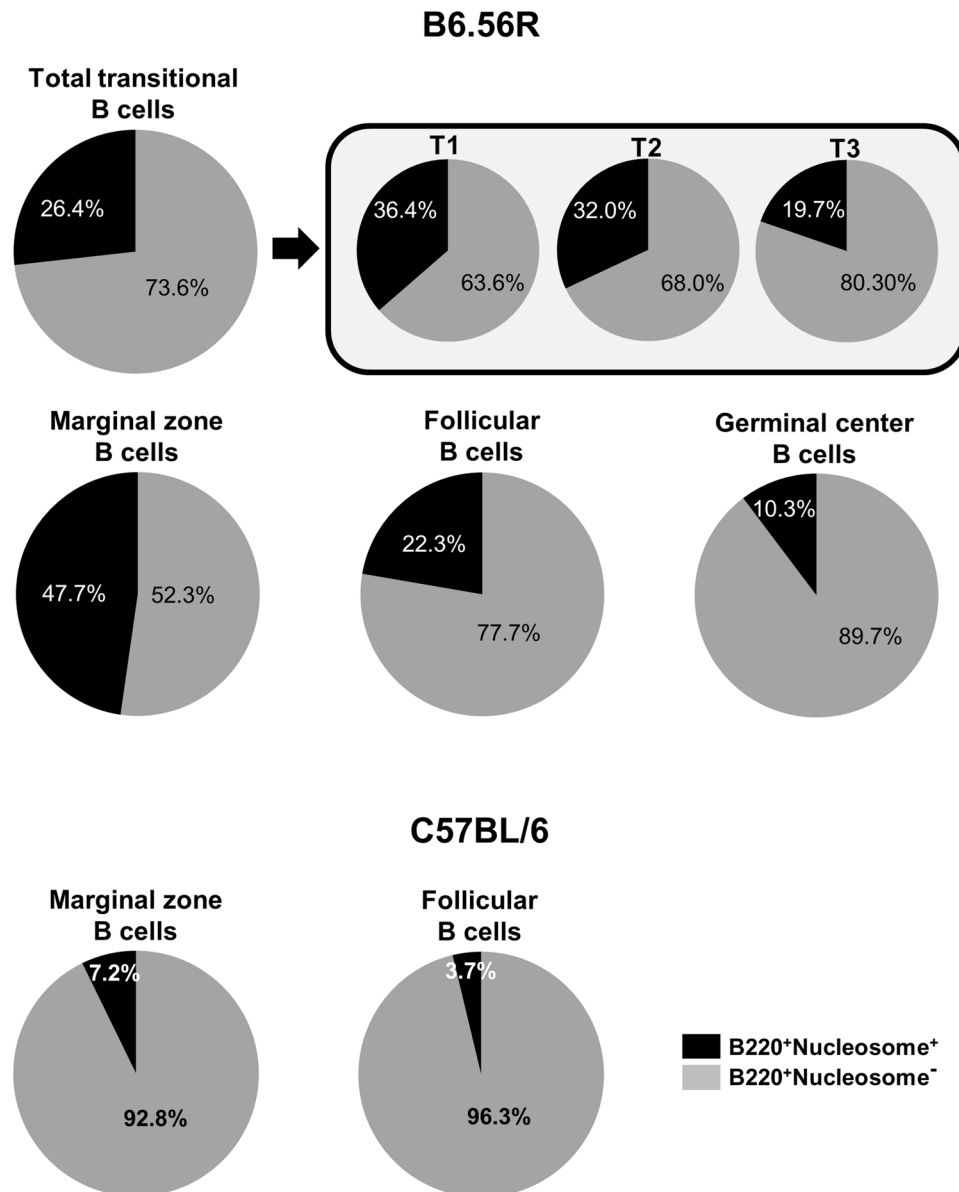 B6.56R
Total transitional
B cells
26.4%
73.6%
T1
36.4%
63.6%
T2
32.0%
68.0%
T3
19.7%
80.30%
Marginal zone
B cells
47.7%
52.3%
Follicular
B cells
22.3%
77.7%
Germinal center
B cells
10.3%
89.7%
C57BL/6
Marginal zone
B cells
7.2%
92.8%
Follicular
B cells
3.7%
96.3%
B220⁺Nucleosome⁺
B220⁺Nucleosome⁻